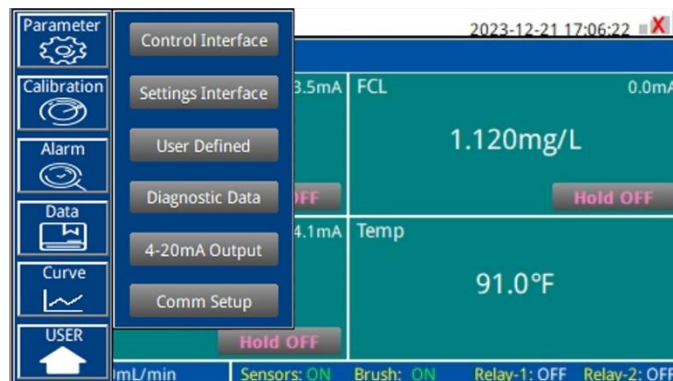 Parameter
Control Interface
2023-12-21 17:06:22
X
Calibration
Settings Interface
3.5mA
FCL
0.0mA
Alarm
User Defined
1.120mg/L
Diagnostic Data
Hold OFF
Data
4-20mA Output
4.1mA
Temp
Curve
91.0°F
Comm Setup
USER
Hold OFF
mL/min
Sensors: ON
Brush: ON
Relay-1: OFF
Relay-2: OFF